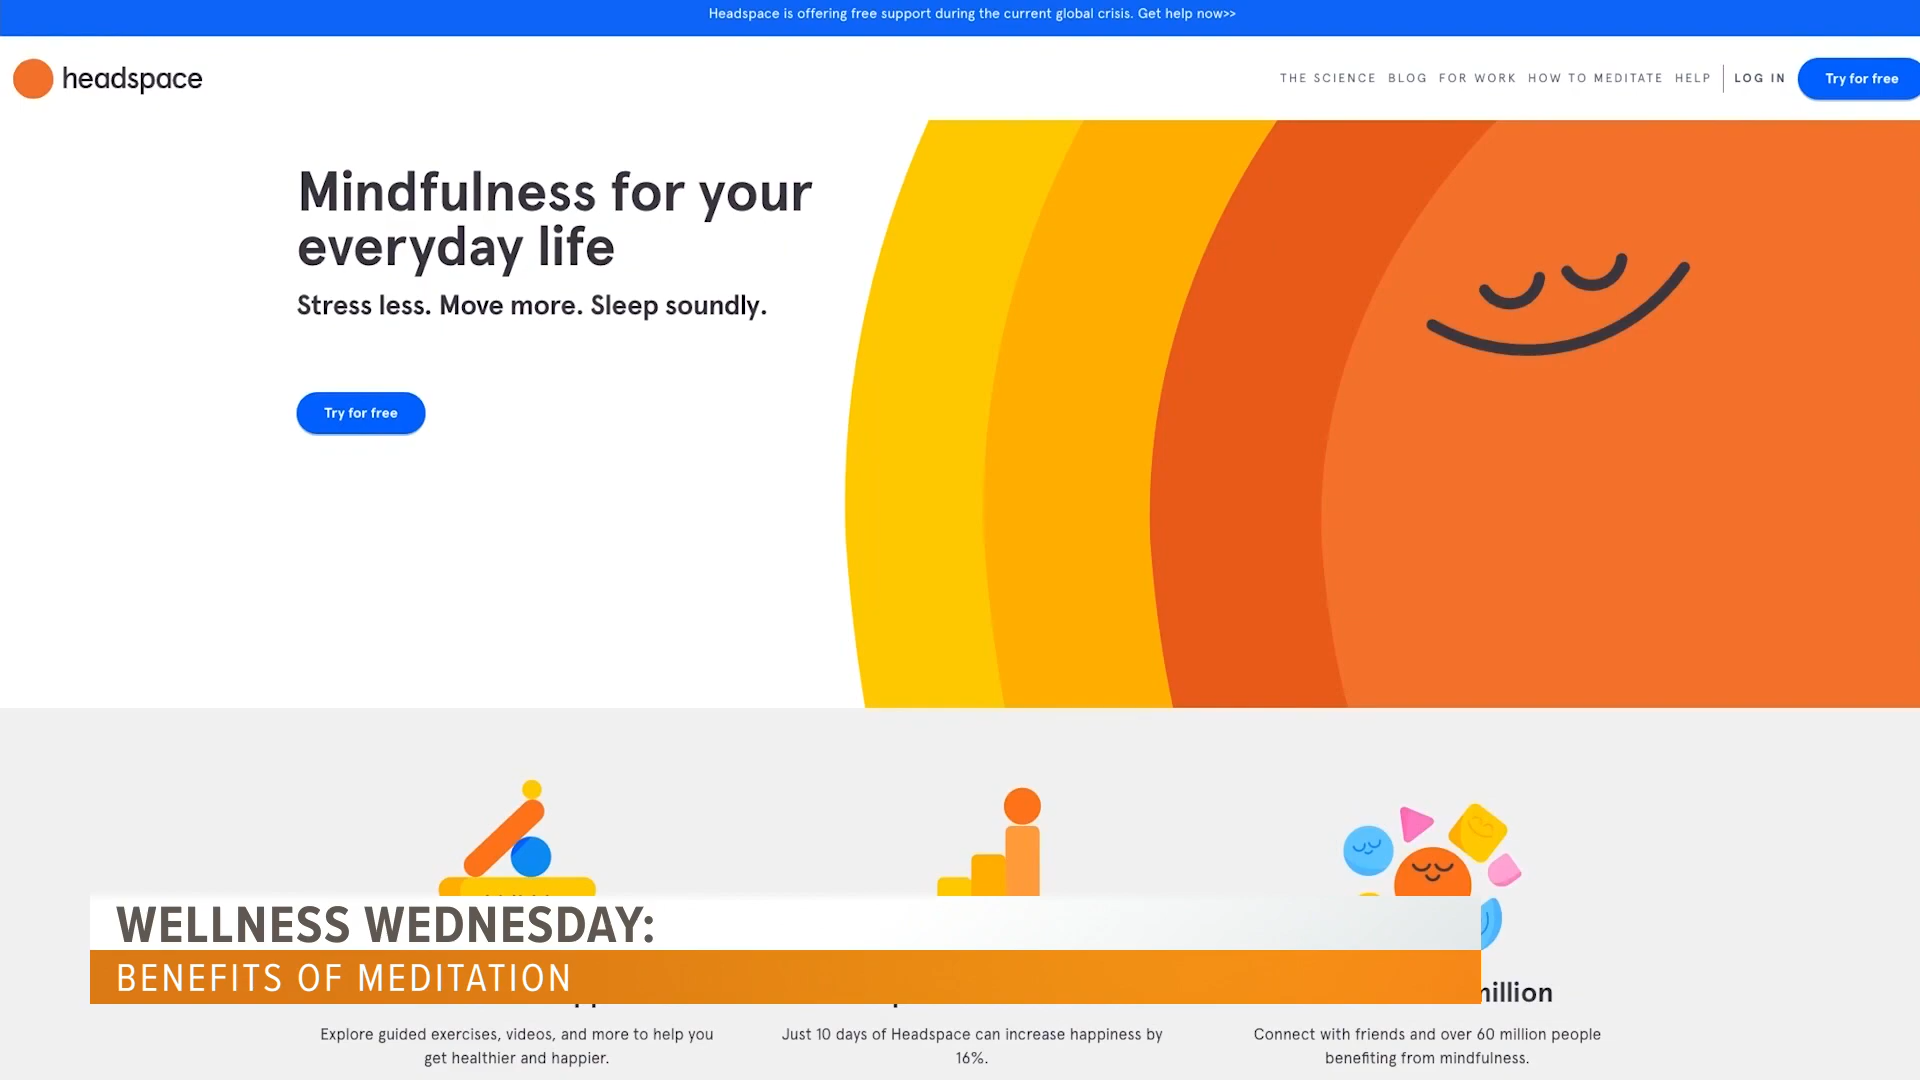 Headspace is offering free support during the current global crisis. Get help now>>
headspace
THE SCIENCE BLOG FOR WORK HOW TO MEDITATE HELP LOG IN Try for free
Mindfulness for your
everyday life
Stress less. Move more. Sleep soundly.
Try for free
WELLNESS WEDNESDAY:
BENEFITS OF MEDITATION
million
Explore guided exercises, videos, and more to help you
get healthier and happier.
Just 10 days of Headspace can increase happiness by
16%.
Connect with friends and over 60 million people
benefiting from mindfulness.